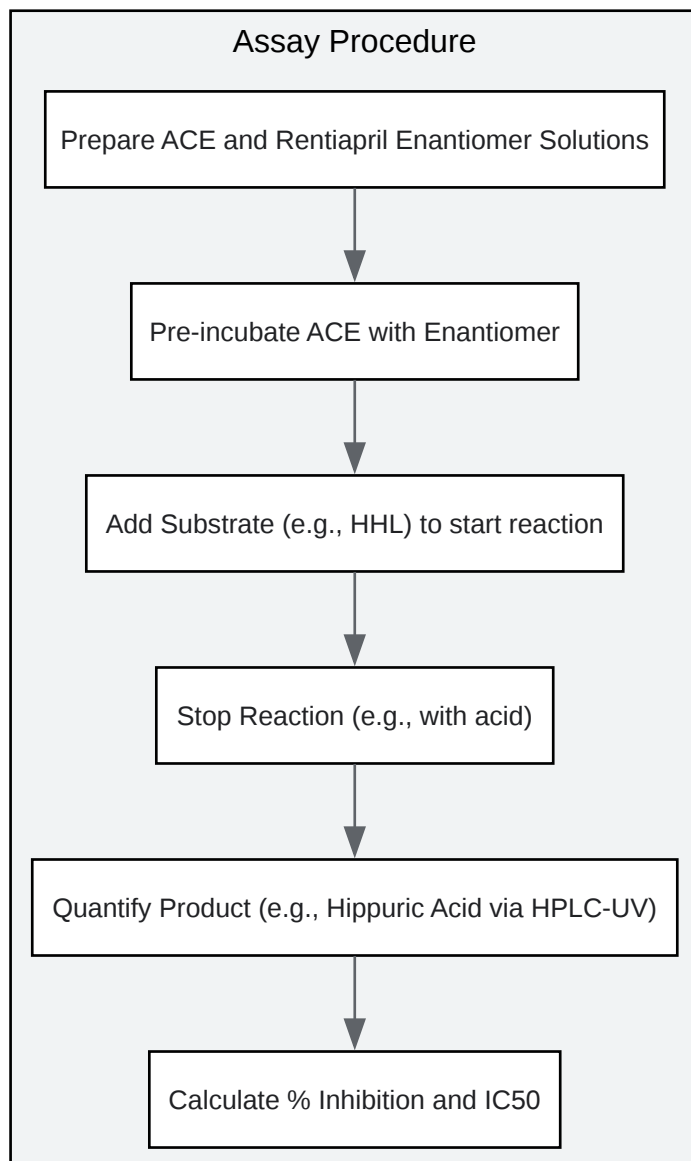 Assay Procedure
Prepare ACE and Rentiapril Enantiomer Solutions
Pre-incubate ACE with Enantiomer
Add Substrate (e.g., HHL) to start reaction
Stop Reaction (e.g., with acid)
Quantify Product (e.g., Hippuric Acid via HPLC-UV)
Calculate % Inhibition and IC50